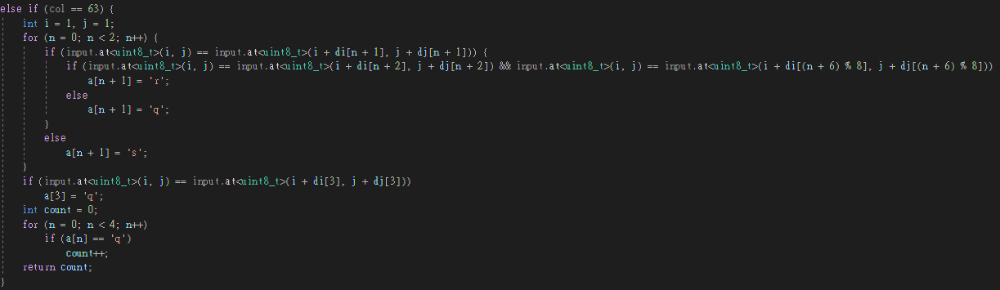 else if (col == 63) {
    int i = 1, j = 1;
    for (n = 0; n < 2; n++) {
        if (input.at<uint8_t>(i, j) == input.at<uint8_t>(i + di[n + 1], j + dj[n + 1])) {
            if (input.at<uint8_t>(i, j) == input.at<uint8_t>(i + di[n + 2], j + dj[n + 2]) && input.at<uint8_t>(i, j) == input.at<uint8_t>(i + di[(n + 6) % 8], j + dj[(n + 6) % 8]))
                a[n + 1] = 'r';
            else
                a[n + 1] = 'q';
        }
        else
            a[n + 1] = 's';
    }
    if (input.at<uint8_t>(i, j) == input.at<uint8_t>(i + di[3], j + dj[3]))
        a[3] = 'q';
    int count = 0;
    for (n = 0; n < 4; n++)
        if (a[n] == 'q')
            count++;
    return count;
}